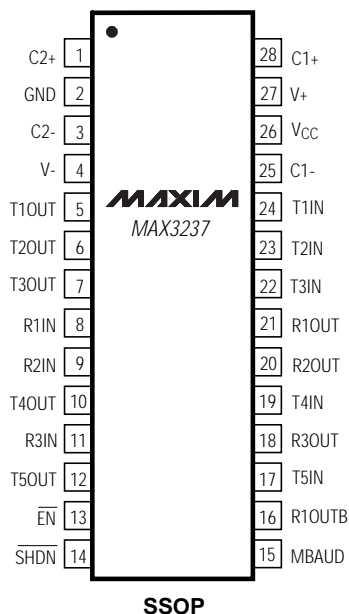 C2+ 1 28 C1+
GND 2 27 V+
C2- 3 26 VCC
V- 4 25 C1-
MAXIM
T1OUT 5 24 T1IN
MAX3237
T2OUT 6 23 T2IN
T3OUT 7 22 T3IN
R1IN 8 21 R1OUT
R2IN 9 20 R2OUT
T4OUT 10 19 T4IN
R3IN 11 18 R3OUT
T5OUT 12 17 T5IN
EN 13 16 R1OUTB
SHDN 14 15 MBAUD
SSOP